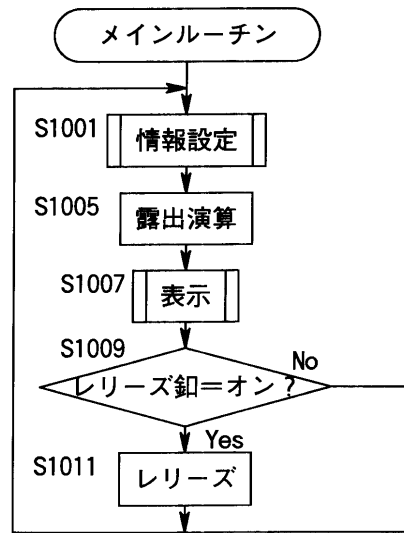 メインルーチン
S1001
情報設定
S1005
露出演算
S1007
表示
S1009
レリーズ釦＝オン？
No
Yes
S1011
レリーズ